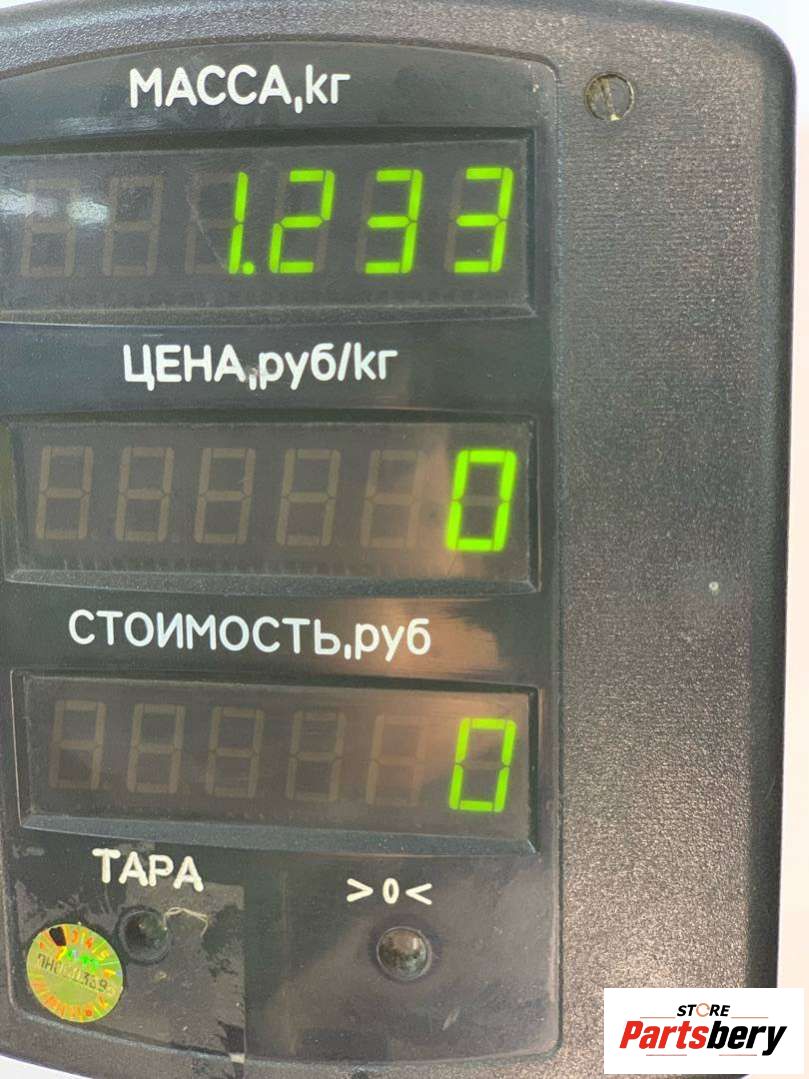 МАССА,кг
1.233
ЦЕНА,руб/кг
0
СТОИМОСТЬ,руб
0
ТАРА
>0<
STORE
Partsbery